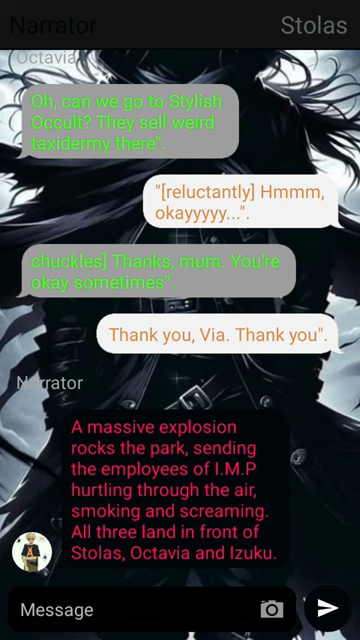 Narrator
Stolas
Octavia
Oh, can we go to Stylish
Occult? They sell weird
taxidermy there".
"[reluctantly] Hmmm,
okayyyyy...".
chuckles] Thanks, mum. You're
okay sometimes".
Thank you, Via. Thank you".
Narrator
A massive explosion
rocks the park, sending
the employees of I.M.P
hurtling through the air,
smoking and screaming.
All three land in front of
Stolas, Octavia and Izuku.
Message